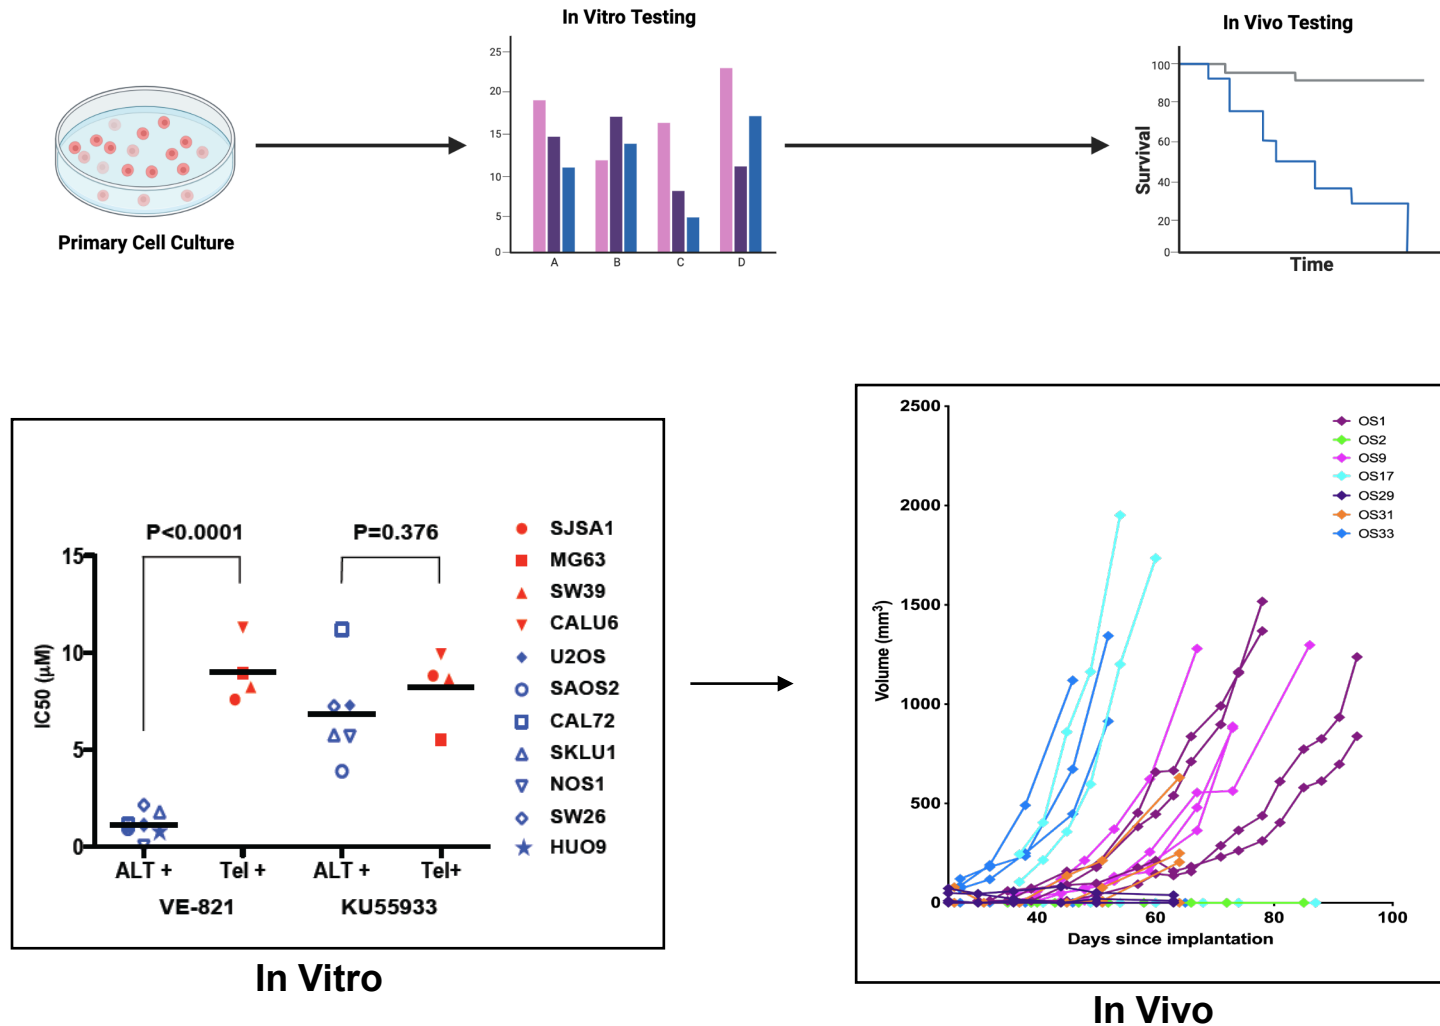 In Vitro Testing
25
20
15
10
5
0
A B C D
Primary Cell Culture
In Vivo Testing
100
80
60
40
20
0
Survival
Time
P<0.0001 P=0.376
15
10
5
0
IC50 (µM)
ALT + Tel + ALT + Tel+
VE-821 KU55933
SJSA1
MG63
SW39
CALU6
U2OS
SAOS2
CAL72
SKLU1
NOS1
SW26
HUO9
In Vitro
2500
2000
1500
1000
500
0
Volume (mm³)
40 60 80 100
Days since implantation
OS1
OS2
OS9
OS17
OS29
OS31
OS33
In Vivo